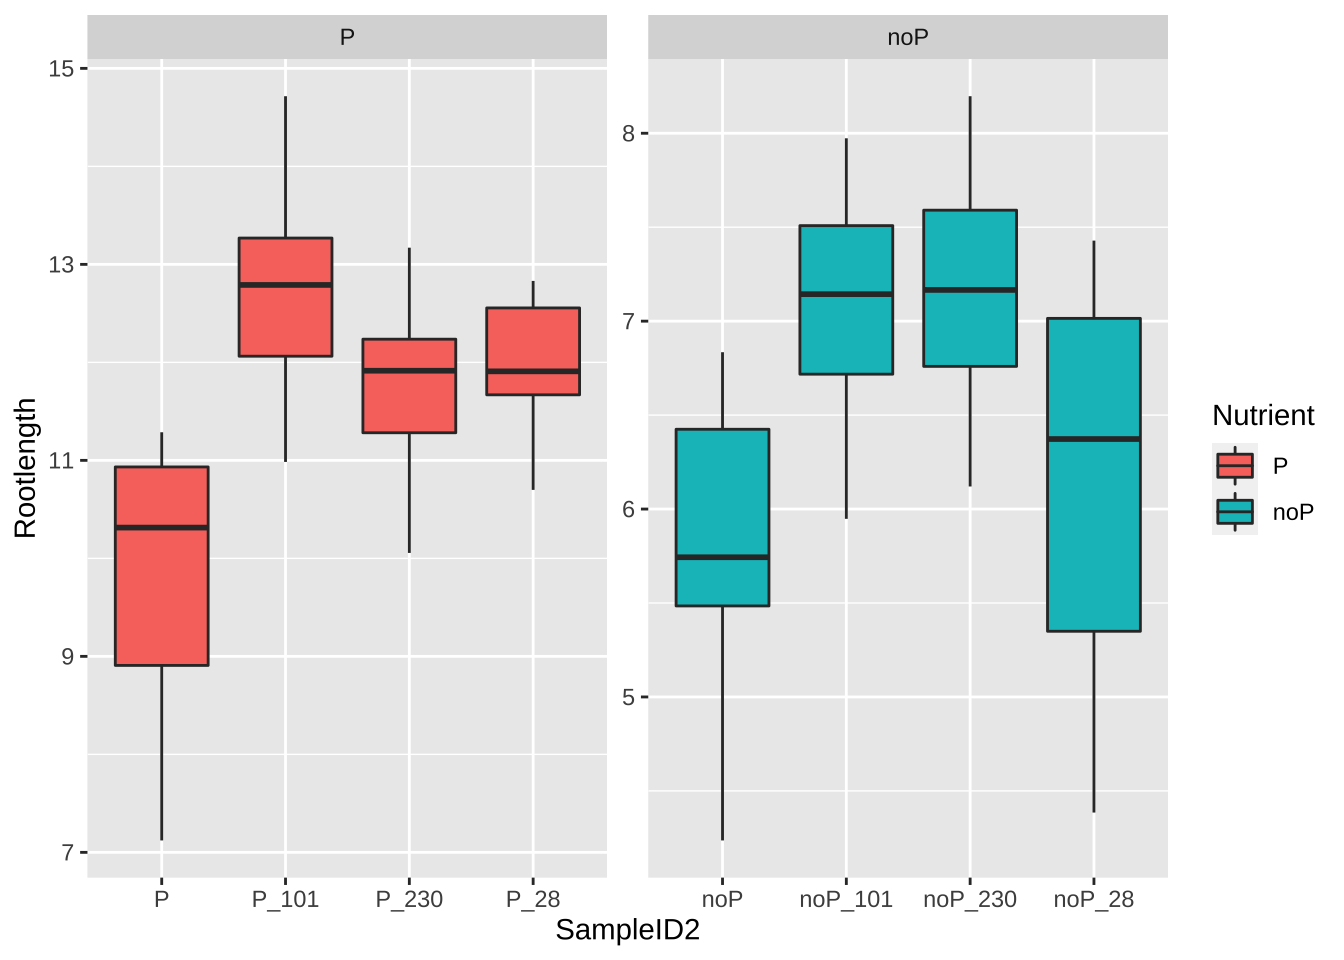 P
noP
15
13
11
9
7
8
7
6
5
Rootlength
P P_101 P_230 P_28
noP noP_101 noP_230 noP_28
SampleID2
Nutrient
P
noP